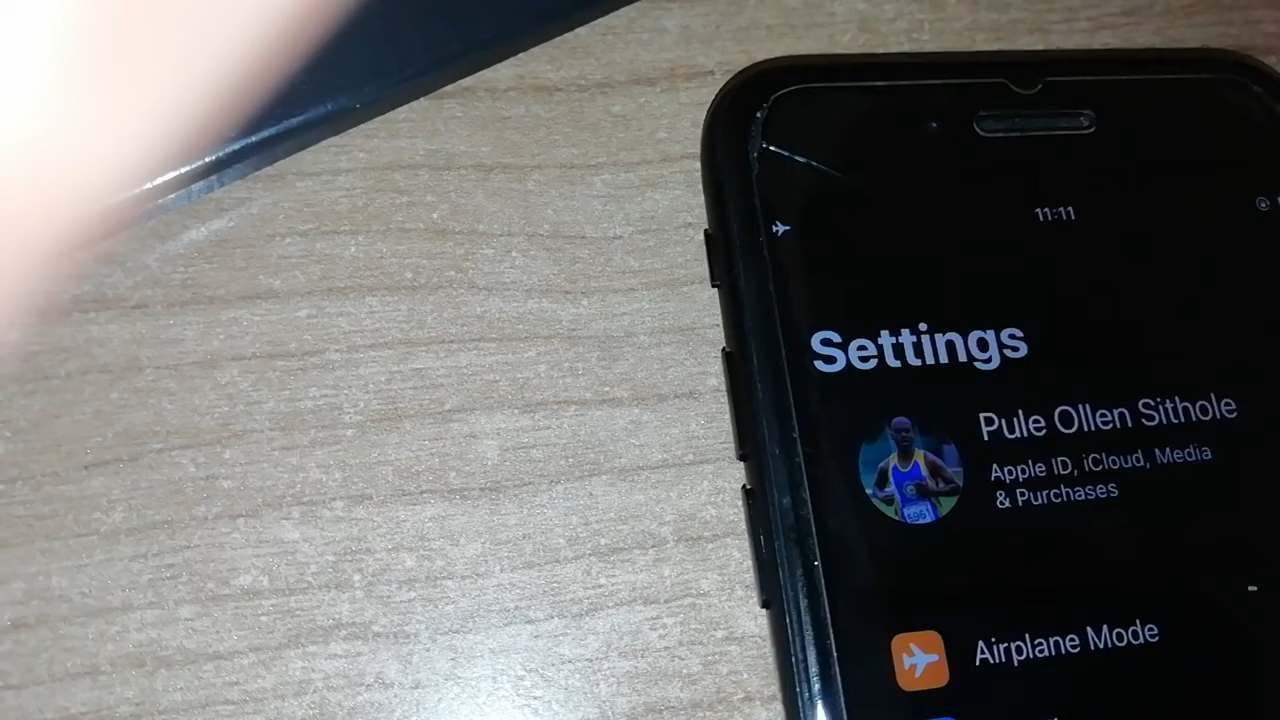 11:11
Settings
Pule Ollen Sithole
Apple ID, iCloud, Media
& Purchases
Airplane Mode